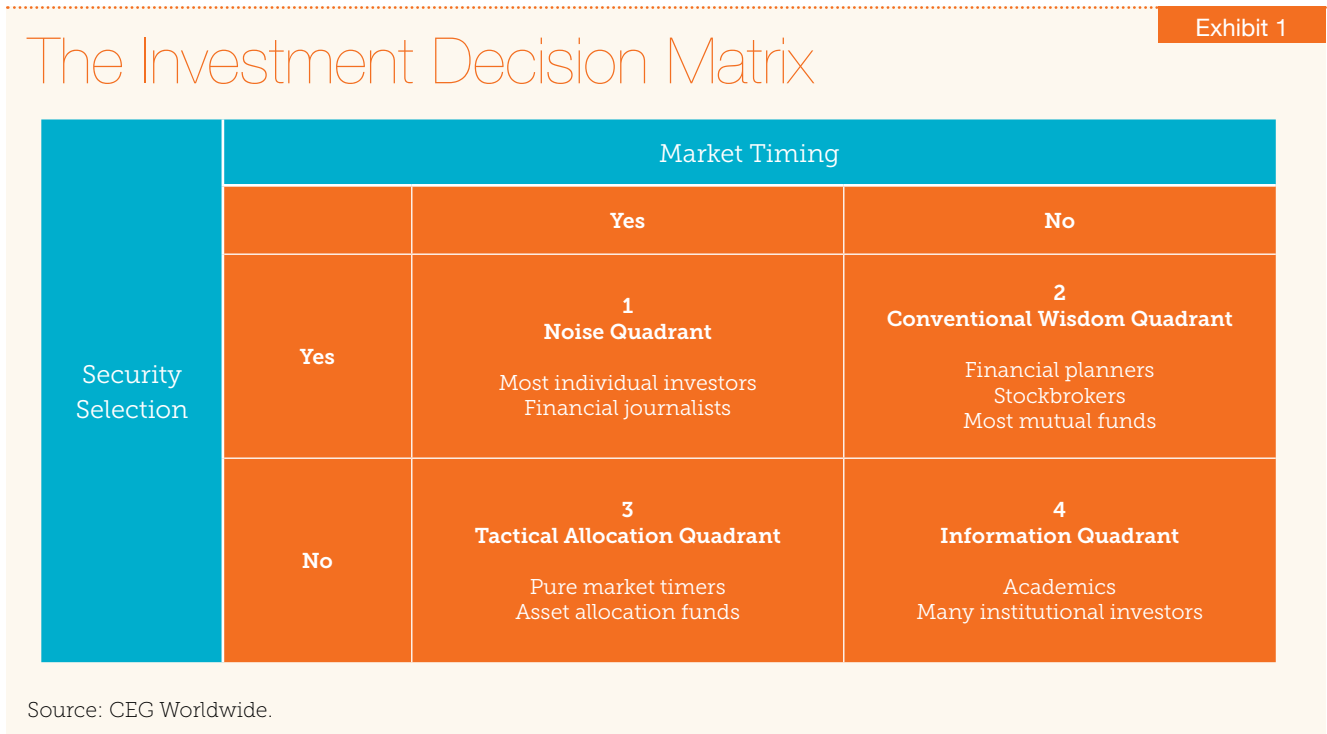 Exhibit 1
The Investment Decision Matrix
Market Timing
Yes
No
Security
Selection
Yes
1
Noise Quadrant
Most individual investors
Financial journalists
2
Conventional Wisdom Quadrant
Financial planners
Stockbrokers
Most mutual funds
No
3
Tactical Allocation Quadrant
Pure market timers
Asset allocation funds
4
Information Quadrant
Academics
Many institutional investors
Source: CEG Worldwide.